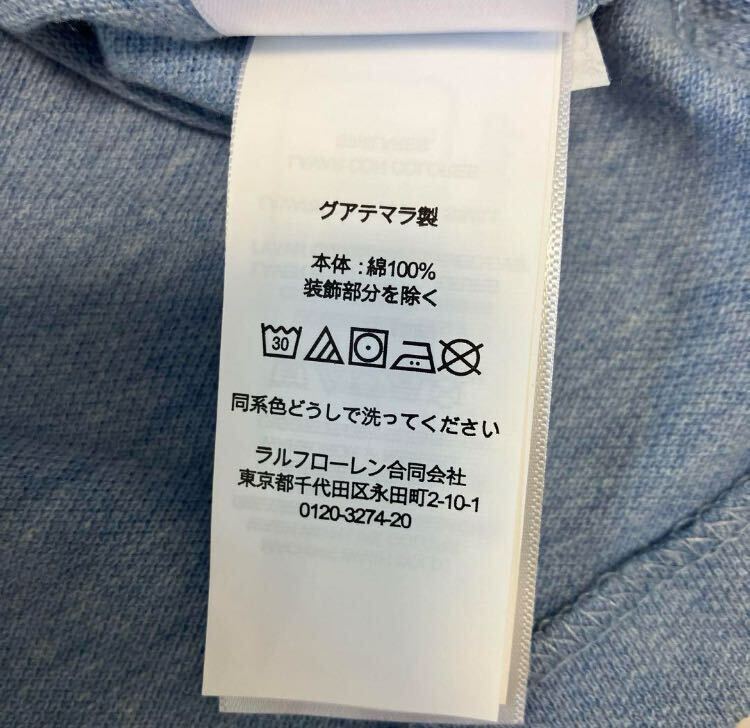 グアテマラ製
本体:綿100%
装飾部分を除く
30
同系色どうしで洗ってください
ラルフローレン合同会社
東京都千代田区永田町2-10-1
0120-3274-20